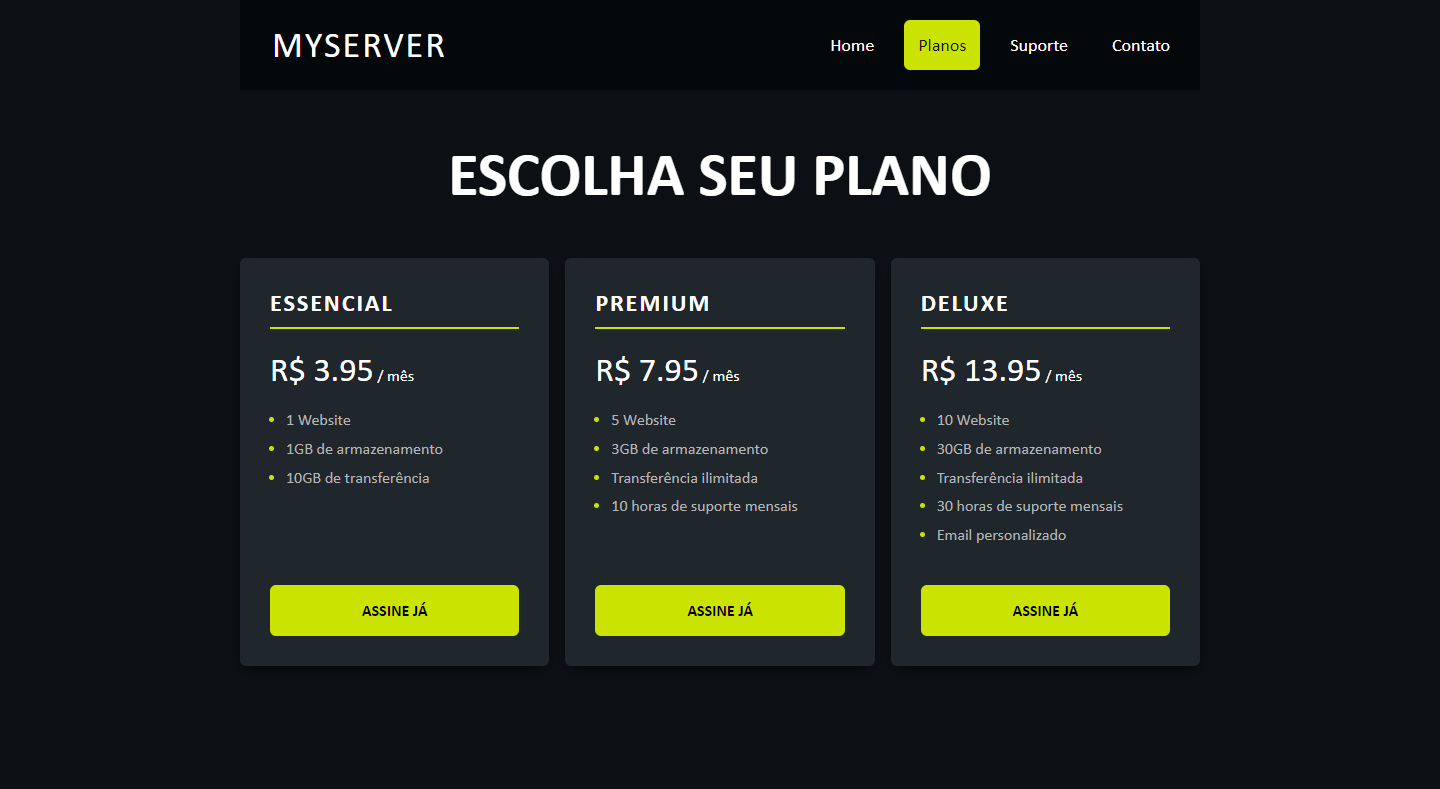 MYSERVER
Home Planos Suporte Contato
ESCOLHA SEU PLANO
ESSENCIAL
R$ 3.95 / mês
1 Website
1GB de armazenamento
10GB de transferência
ASSINE JÁ
PREMIUM
R$ 7.95 / mês
5 Website
3GB de armazenamento
Transferência ilimitada
10 horas de suporte mensais
ASSINE JÁ
DELUXE
R$ 13.95 / mês
10 Website
30GB de armazenamento
Transferência ilimitada
30 horas de suporte mensais
Email personalizado
ASSINE JÁ